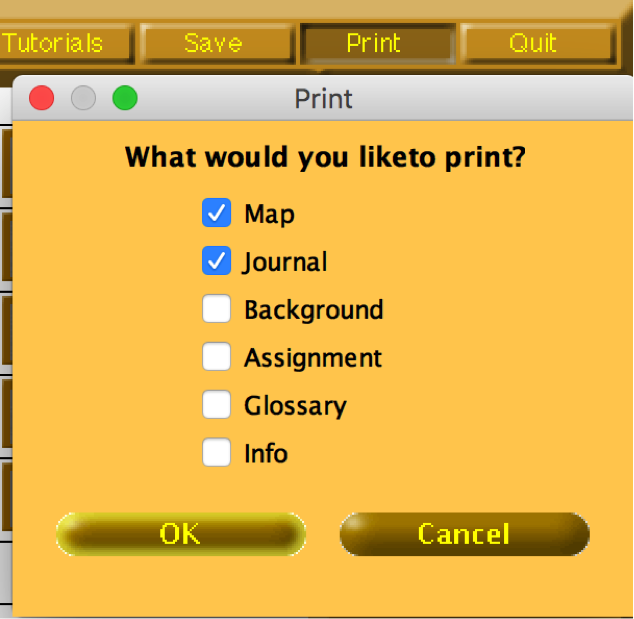 Tutorials Save Print Quit
Print
What would you liketo print?
Map
Journal
Background
Assignment
Glossary
Info
OK Cancel